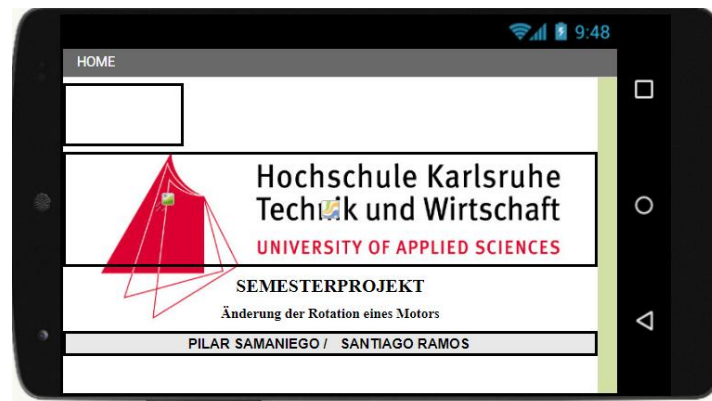 9:48
HOME
Hochschule Karlsruhe
Technik und Wirtschaft
UNIVERSITY OF APPLIED SCIENCES
SEMESTERPROJEKT
Änderung der Rotation eines Motors
PILAR SAMANIEGO / SANTIAGO RAMOS